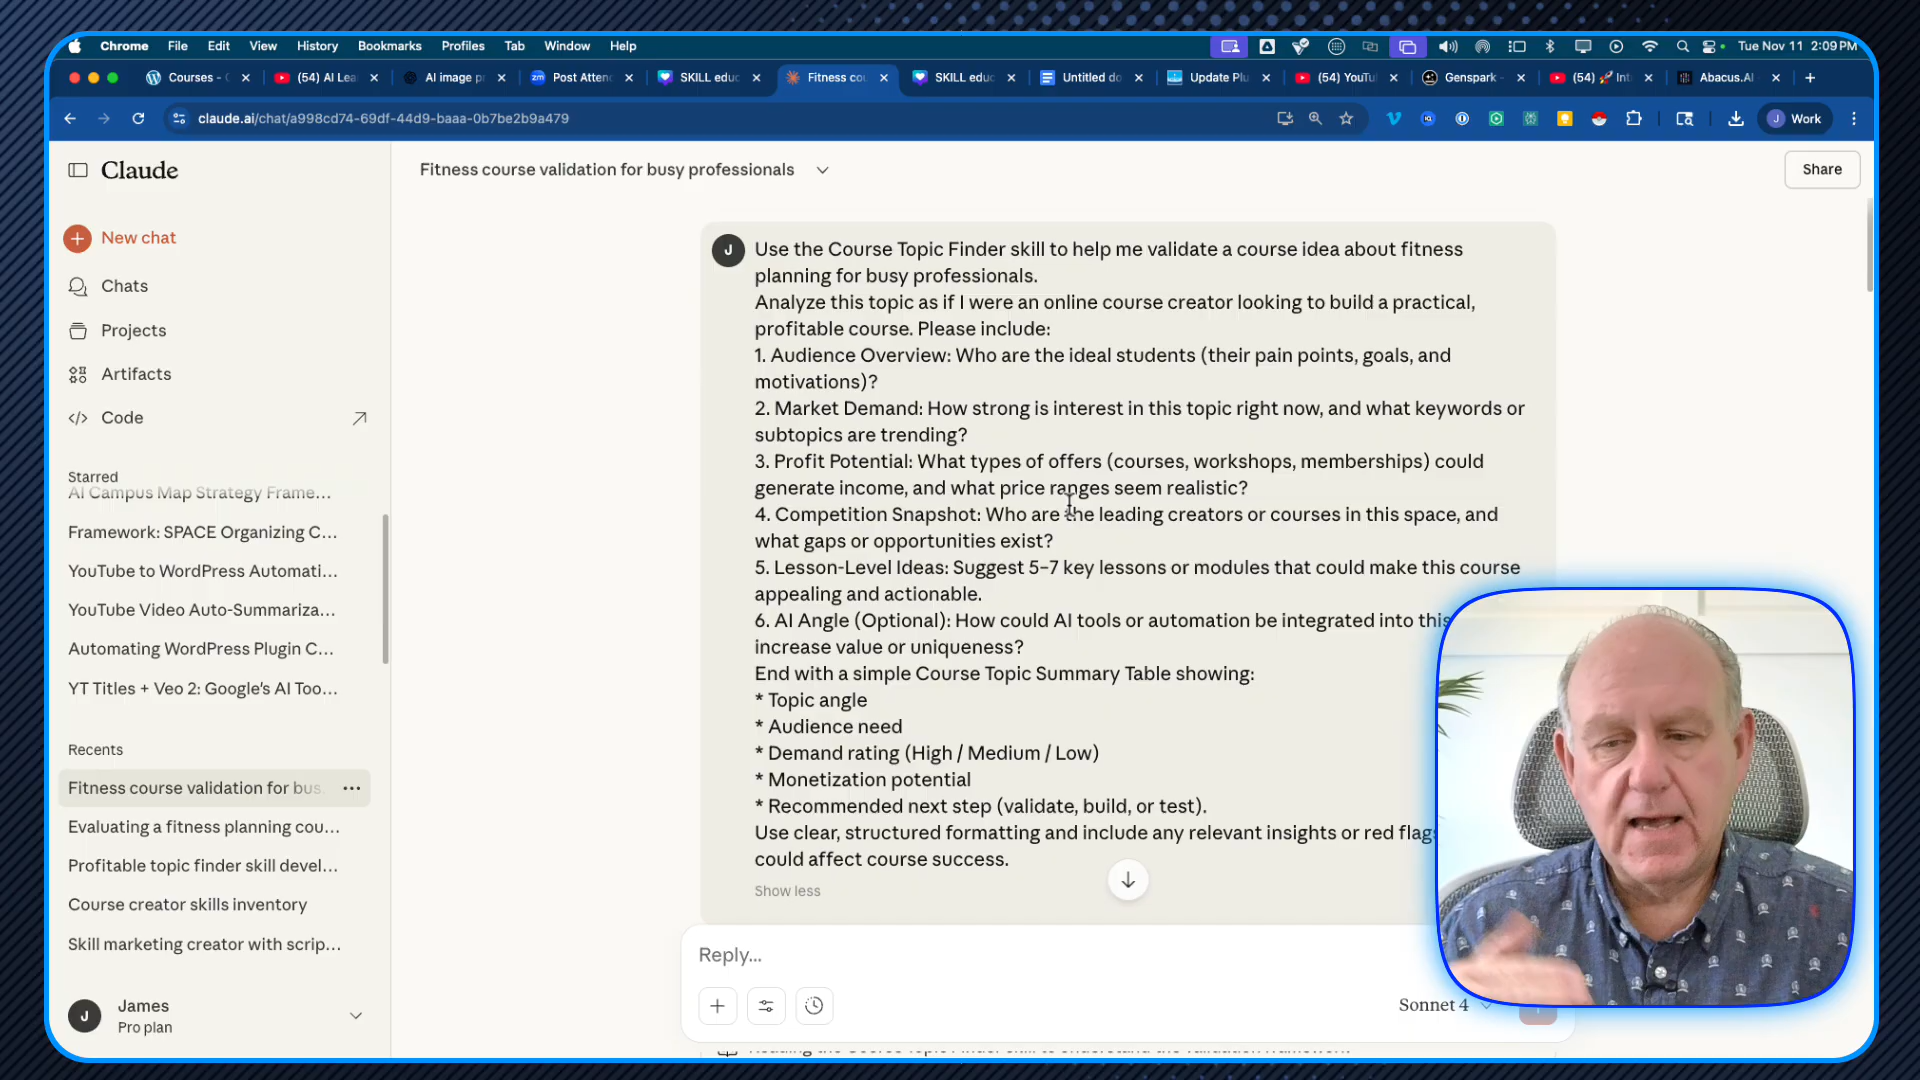 Chrome File Edit View History Bookmarks Profiles Tab Window Help Tue Nov 11 2:09 PM
Courses - ( (54) AI Lea AI image p zm Post Atten SKILL educ Fitness co SKILL edu Untitled do Update Plu (54) YouTu Genspark - (54) 🚀 Int Abacus.AI
claude.ai/chat/a998cd74-69df-44d9-baaa-0b7be2b9a479 J Work
Claude
Fitness course validation for busy professionals
Share
New chat
Chats
Projects
Artifacts
Code
Starred
AI Campus Map Strategy Frame...
Framework: SPACE Organizing C...
YouTube to WordPress Automati...
YouTube Video Auto-Summariza...
Automating WordPress Plugin C...
YT Titles + Veo 2: Google's AI Too...
Recents
Fitness course validation for bus
Evaluating a fitness planning cou...
Profitable topic finder skill devel...
Course creator skills inventory
Skill marketing creator with scrip...
J
James
Pro plan
J
Use the Course Topic Finder skill to help me validate a course idea about fitness
planning for busy professionals.
Analyze this topic as if I were an online course creator looking to build a practical,
profitable course. Please include:
1. Audience Overview: Who are the ideal students (their pain points, goals, and
motivations)?
2. Market Demand: How strong is interest in this topic right now, and what keywords or
subtopics are trending?
3. Profit Potential: What types of offers (courses, workshops, memberships) could
generate income, and what price ranges seem realistic?
4. Competition Snapshot: Who are the leading creators or courses in this space, and
what gaps or opportunities exist?
5. Lesson-Level Ideas: Suggest 5–7 key lessons or modules that could make this course
appealing and actionable.
6. AI Angle (Optional): How could AI tools or automation be integrated into this
increase value or uniqueness?
End with a simple Course Topic Summary Table showing:
* Topic angle
* Audience need
* Demand rating (High / Medium / Low)
* Monetization potential
* Recommended next step (validate, build, or test).
Use clear, structured formatting and include any relevant insights or red flags
could affect course success.
Show less
Reply...
Sonnet 4